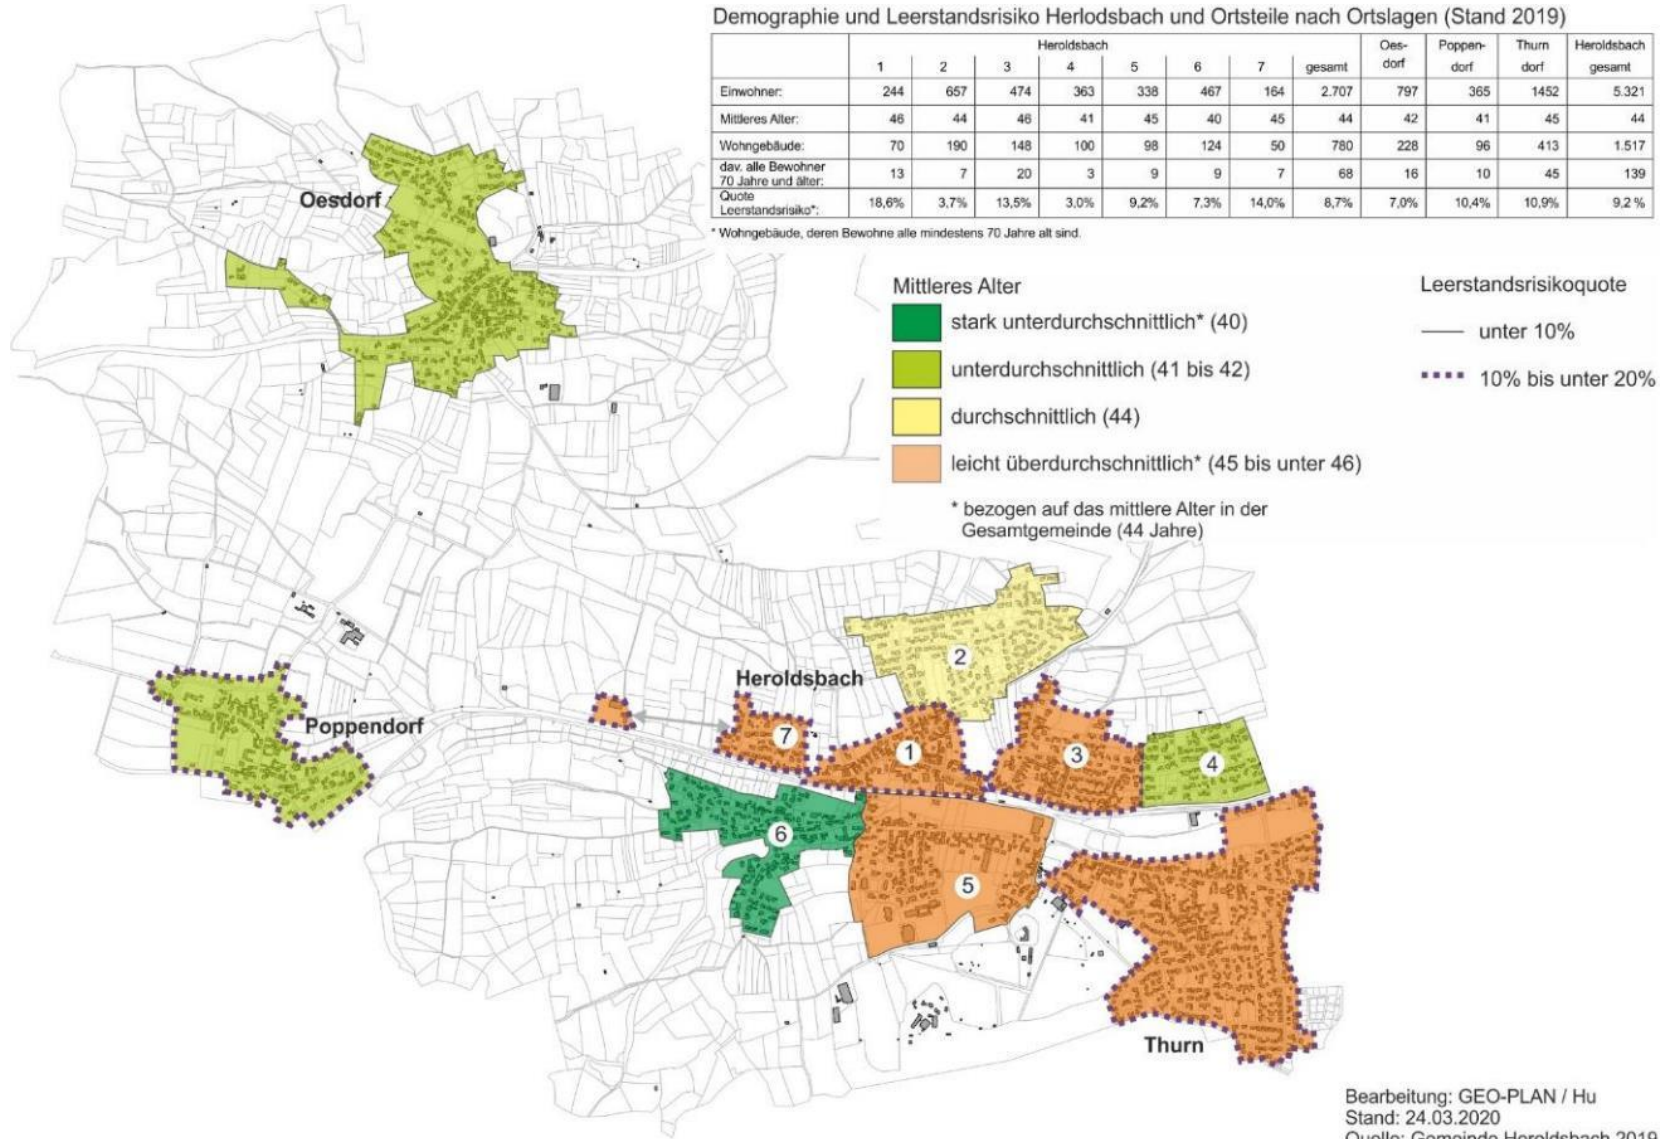 Demographie und Leerstandsrisiko Herlodsbach und Ortsteile nach Ortslagen (Stand 2019)
Heroldsbach Oes- Poppen- Thurn Heroldsbach
1 2 3 4 5 6 7 gesamt dorf dorf dorf gesamt
Einwohner: 244 657 474 363 338 467 164 2.707 797 365 1452 5.321
Mittleres Alter: 46 44 46 41 45 40 45 44 42 41 45 44
Wohngebäude: 70 190 148 100 98 124 50 780 228 96 413 1.517
dav. alle Bewohner
70 Jahre und älter: 13 7 20 3 9 9 7 68 16 10 45 139
Quote
Leerstandsrisiko*: 18,6% 3,7% 13,5% 3,0% 9,2% 7,3% 14,0% 8,7% 7,0% 10,4% 10,9% 9,2 %
* Wohngebäude, deren Bewohne alle mindestens 70 Jahre alt sind.
Mittleres Alter
stark unterdurchschnittlich* (40)
unterdurchschnittlich (41 bis 42)
durchschnittlich (44)
leicht überdurchschnittlich* (45 bis unter 46)
* bezogen auf das mittlere Alter in der
Gesamtgemeinde (44 Jahre)
Leerstandsrisikoquote
unter 10%
10% bis unter 20%
Oesdorf
Heroldsbach
Poppendorf
2
7
1
3
4
6
5
Thurn
Bearbeitung: GEO-PLAN / Hu
Stand: 24.03.2020
Quelle: Gemeinde Heroldsbach 2019